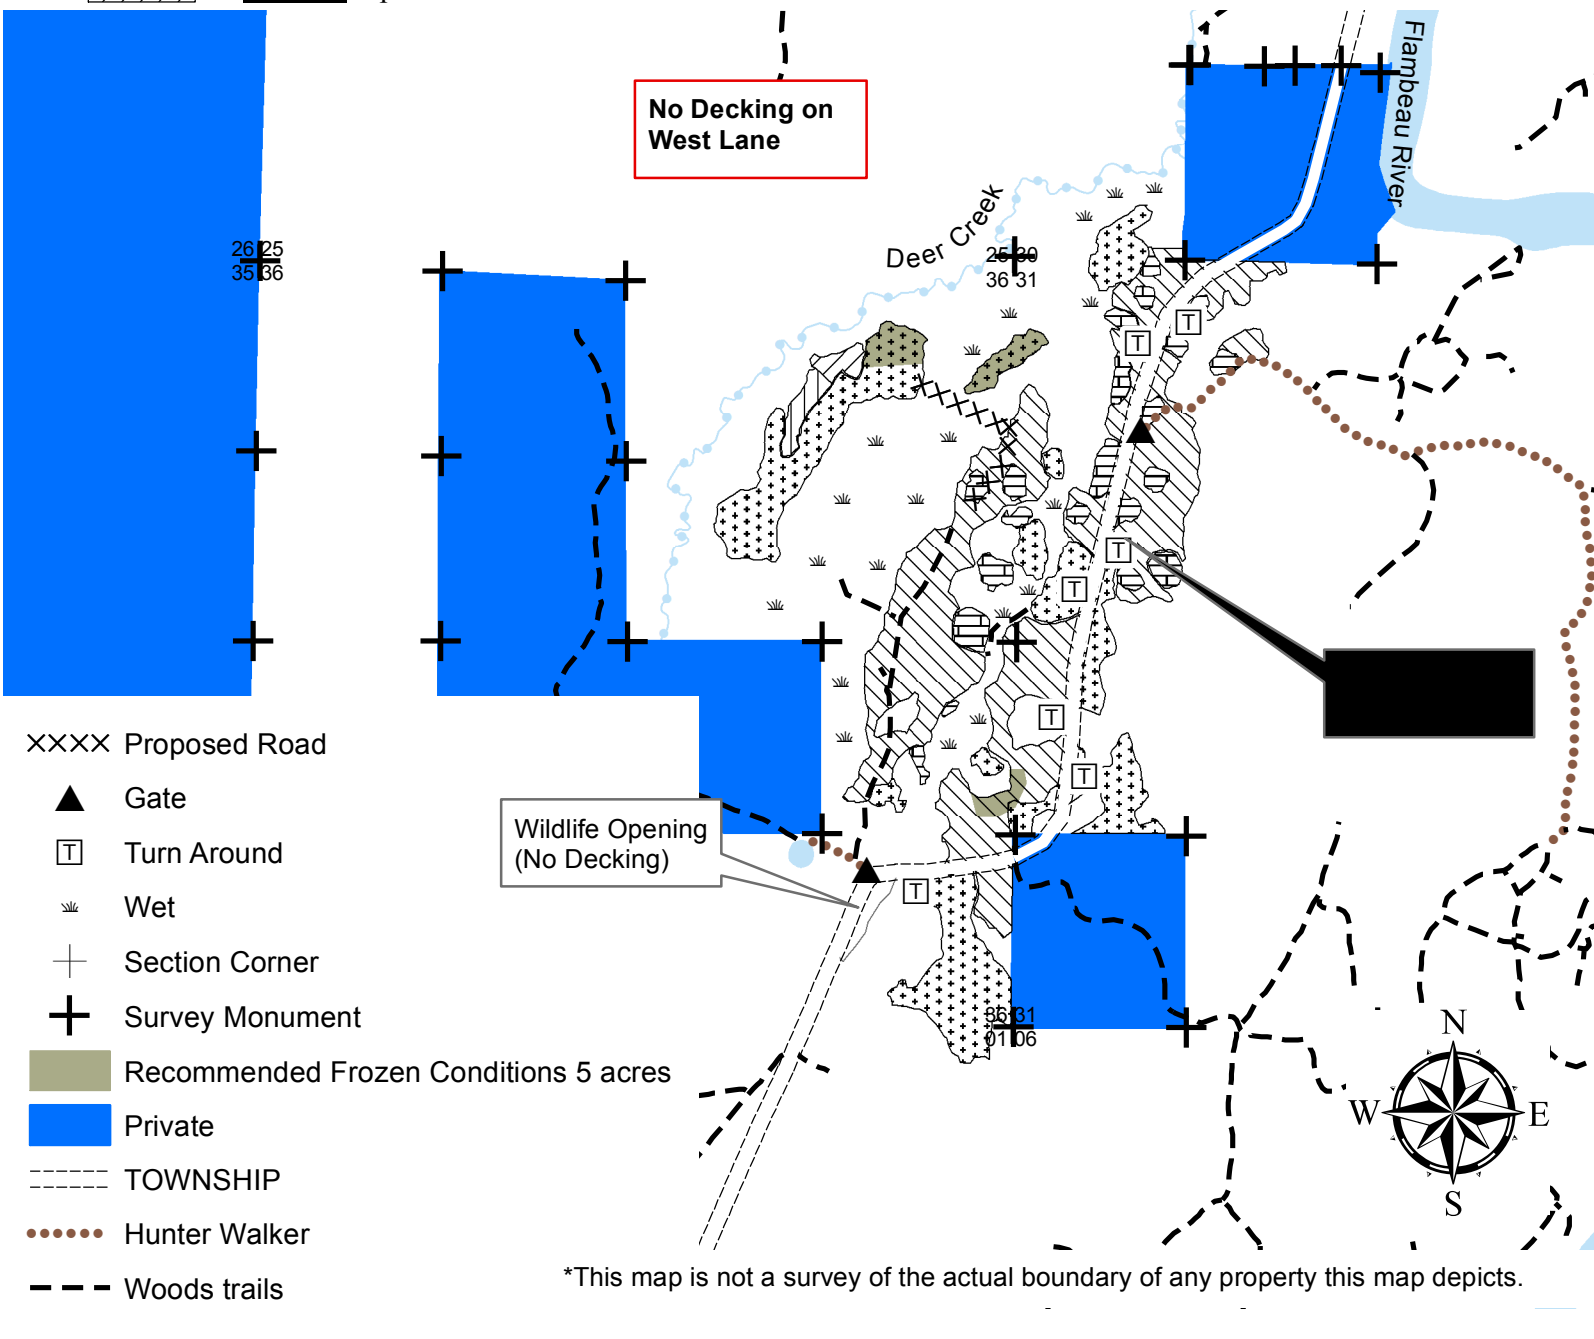 No Decking on
West Lane
Flambeau River
Deer Creek
26 25
35 36
25 30
36 31
T
T
T
T
T
T
T
Wildlife Opening
(No Decking)
36 31
01 06
Proposed Road
Gate
T Turn Around
Wet
Section Corner
Survey Monument
Recommended Frozen Conditions 5 acres
Private
TOWNSHIP
Hunter Walker
Woods trails
N
W E
S
*This map is not a survey of the actual boundary of any property this map depicts.